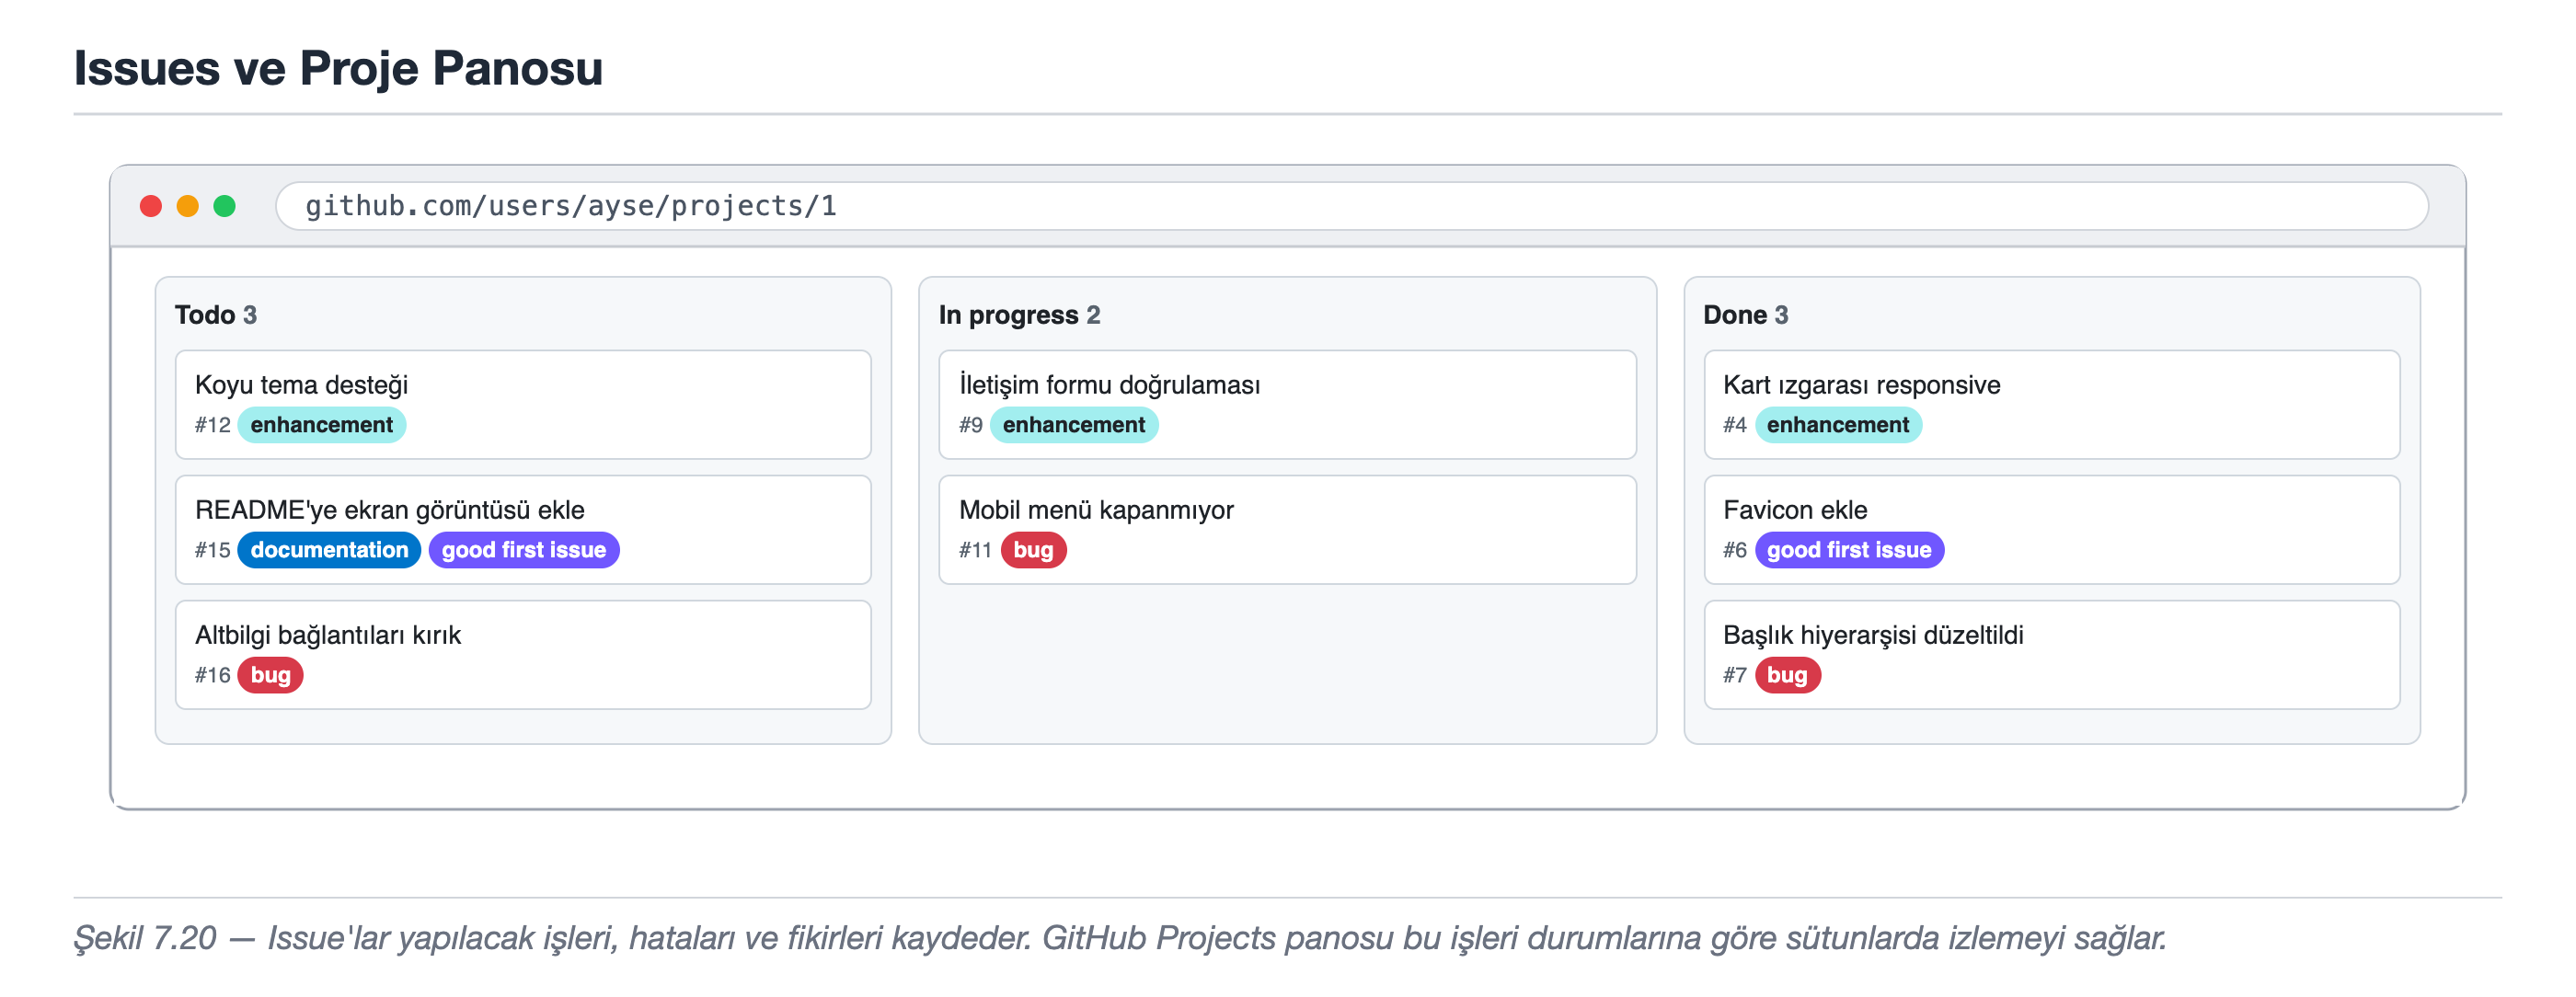 Issues ve Proje Panosu
github.com/users/ayse/projects/1
Todo 3
Koyu tema desteği
#12 enhancement
README'ye ekran görüntüsü ekle
#15 documentation good first issue
Altbilgi bağlantıları kırık
#16 bug
In progress 2
İletişim formu doğrulaması
#9 enhancement
Mobil menü kapanmıyor
#11 bug
Done 3
Kart ızgarası responsive
#4 enhancement
Favicon ekle
#6 good first issue
Başlık hiyerarşisi düzeltildi
#7 bug
Şekil 7.20 — Issue'lar yapılacak işleri, hataları ve fikirleri kaydeder. GitHub Projects panosu bu işleri durumlarına göre sütunlarda izlemeyi sağlar.